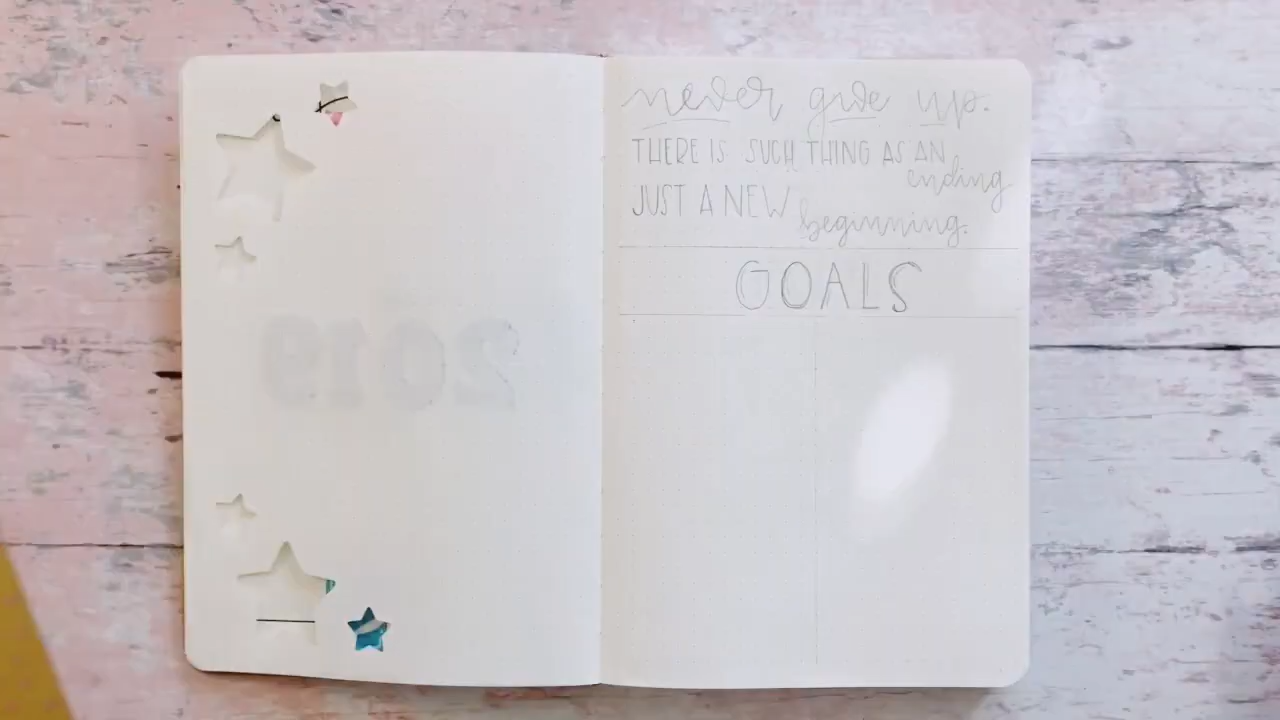 2019
never give up.
THERE IS SUCH THING AS AN
ending
JUST A NEW
beginning.
GOALS